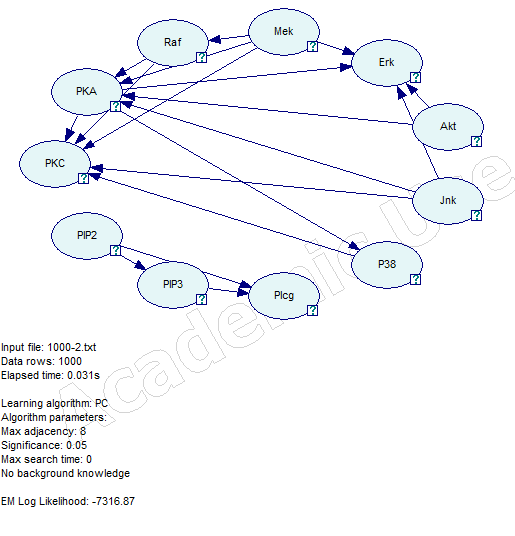 Mek
Raf
?
?
Erk
?
PKA
?
Akt
?
PKC
?
Jnk
?
PIP2
?
P38
?
PIP3
?
Plcg
?
Academic Use
Input file: 1000-2.txt
Data rows: 1000
Elapsed time: 0.031s
Learning algorithm: PC
Algorithm parameters:
Max adjacency: 8
Significance: 0.05
Max search time: 0
No background knowledge
EM Log Likelihood: -7316.87